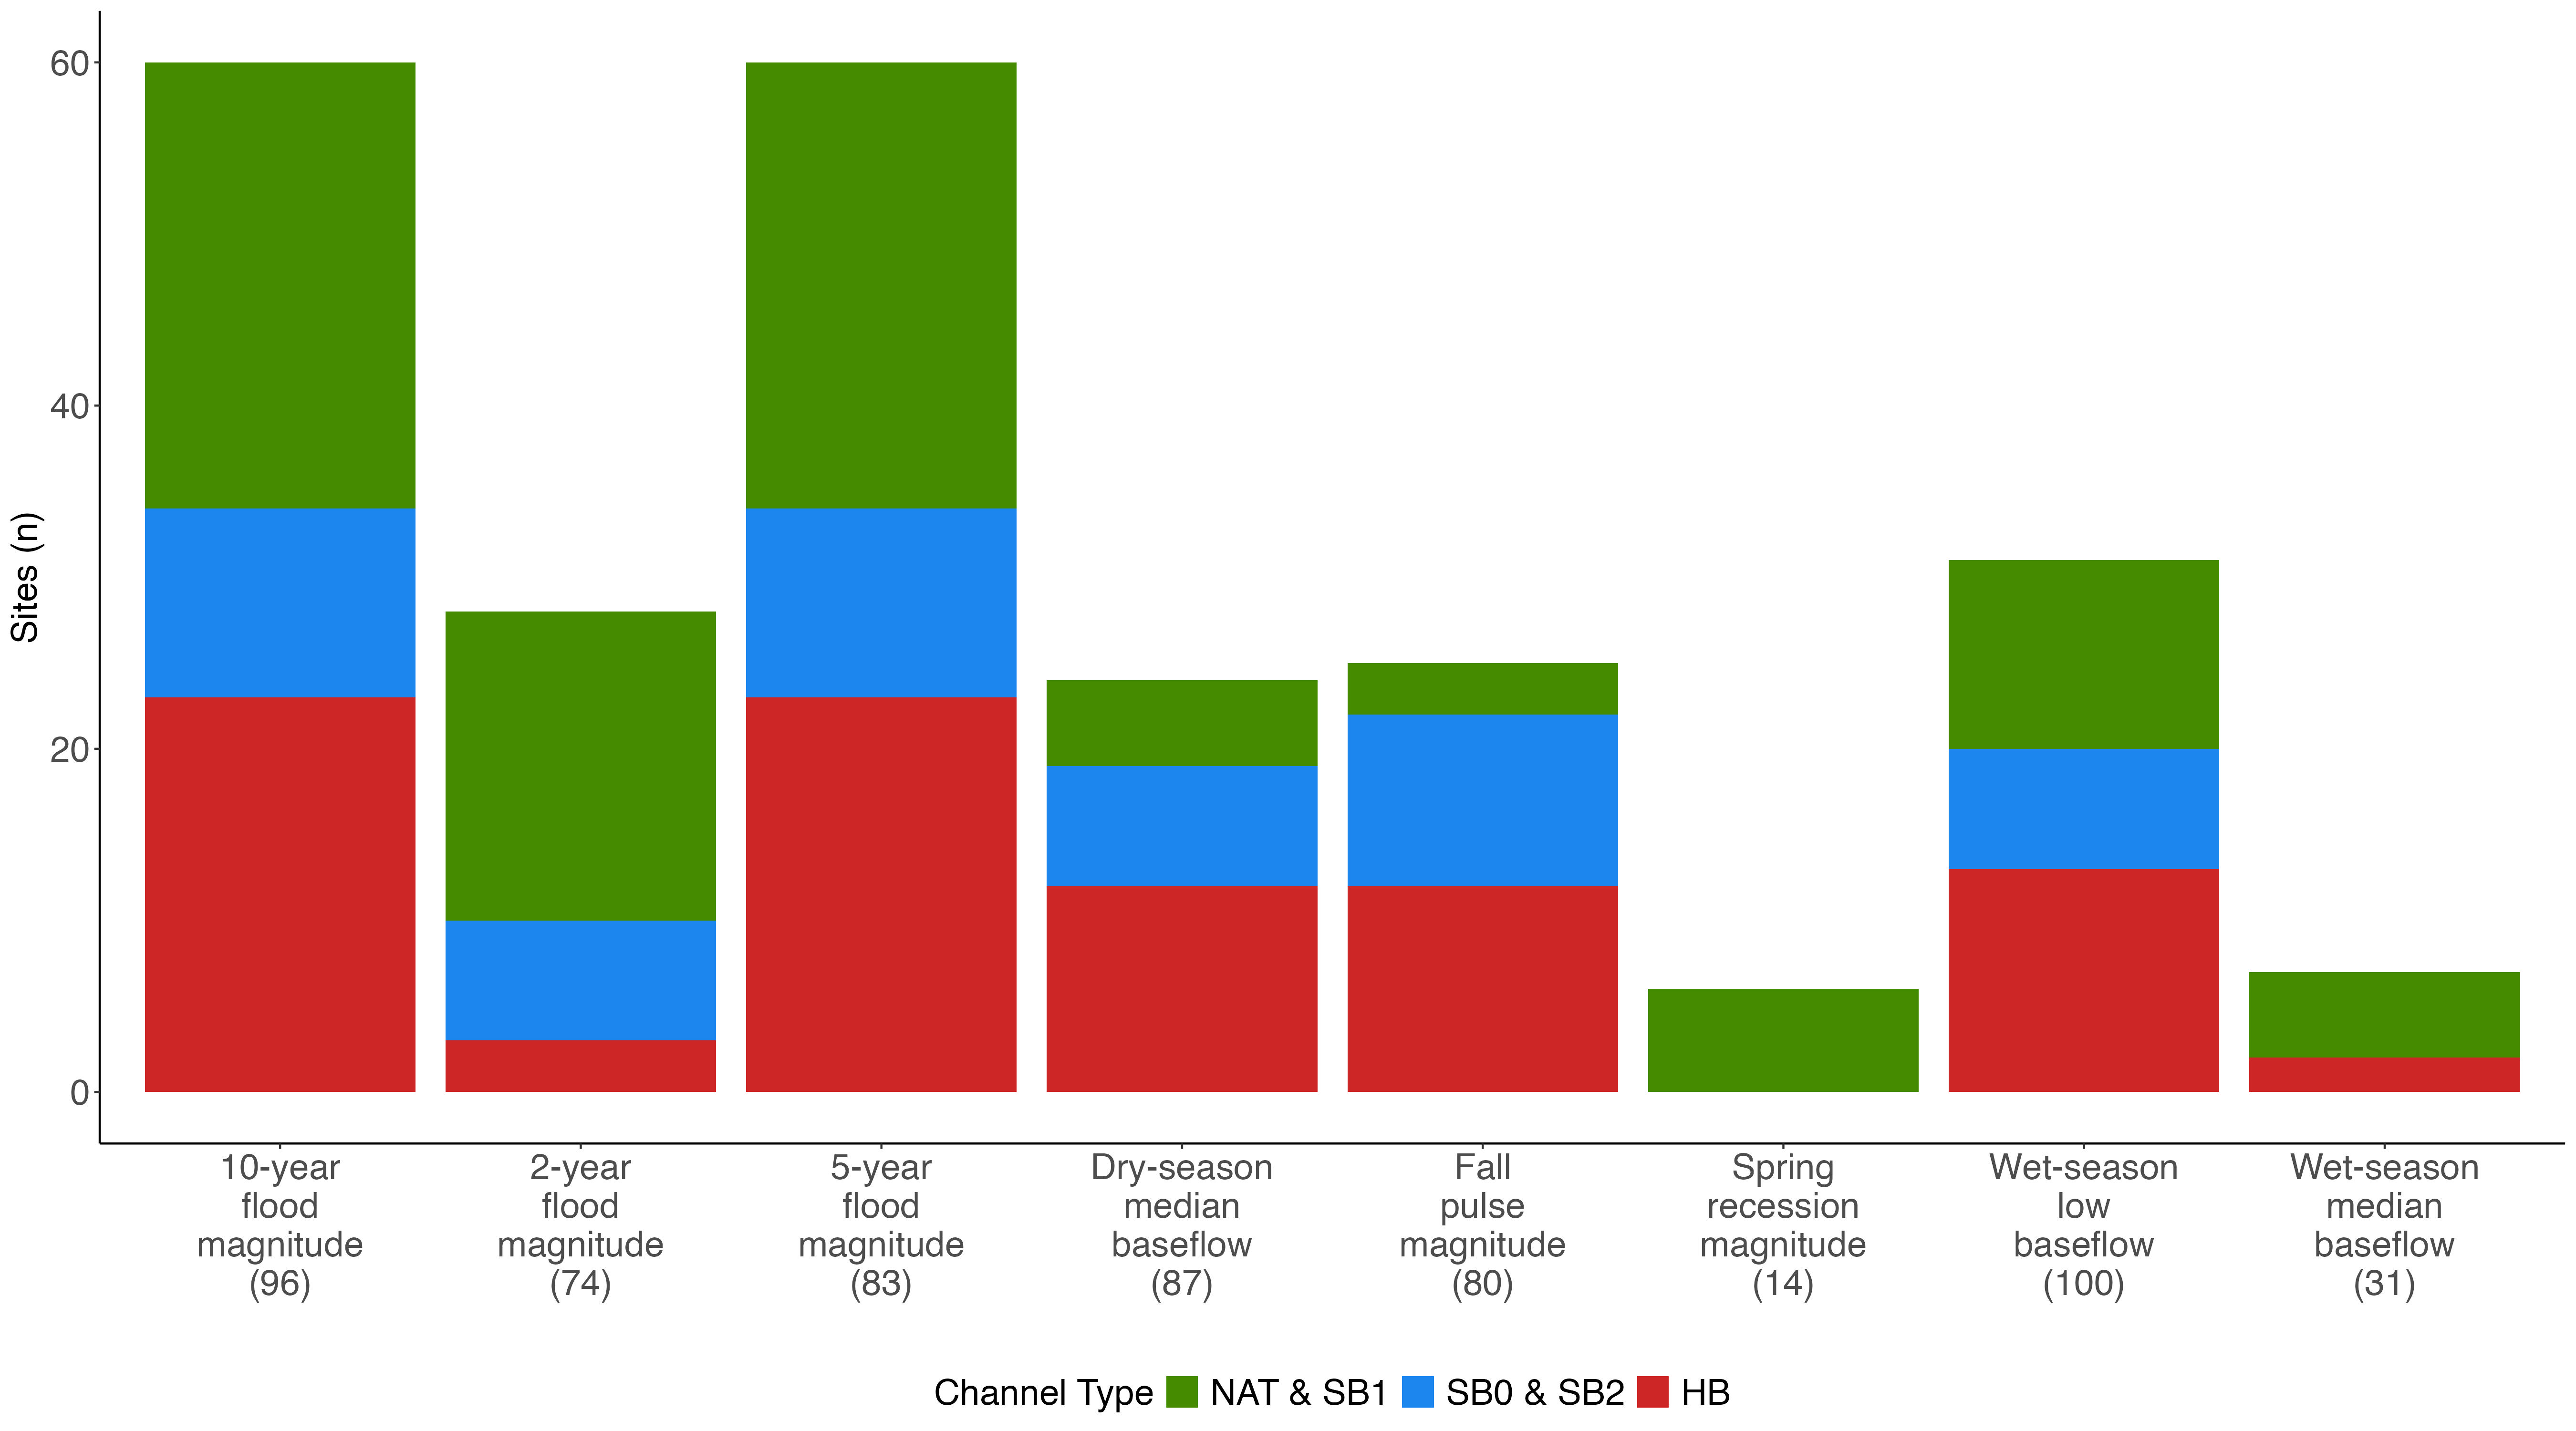 Sites (n)
60
40
20
0
10-year
flood
magnitude
(96)
2-year
flood
magnitude
(74)
5-year
flood
magnitude
(83)
Dry-season
median
baseflow
(87)
Fall
pulse
magnitude
(80)
Spring
recession
magnitude
(14)
Wet-season
low
baseflow
(100)
Wet-season
median
baseflow
(31)
Channel Type NAT & SB1 SB0 & SB2 HB